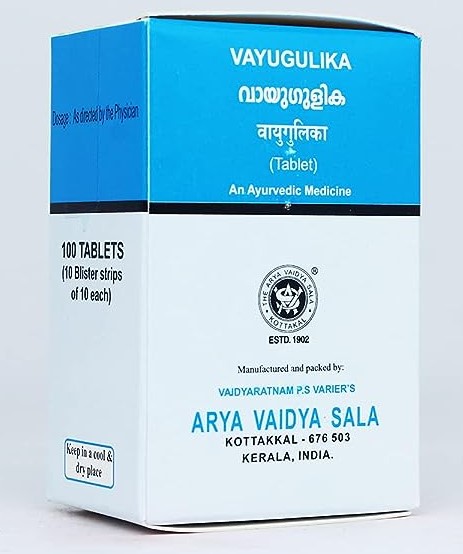 Dosage : As directed by the Physician
100 TABLETS
(10 Blister strips
of 10 each)
Keep in a cool &
dry place
VAYUGULIKA
വായുഗുളിക
वायुगुलिका
(Tablet)
An Ayurvedic Medicine
THE ARYA VAIDYA SALA
KOTTAKAL
®
ESTD. 1902
Manufactured and packed by:
VAIDYARATNAM P.S VARIER'S
ARYA VAIDYA SALA
KOTTAKKAL - 676 503
KERALA, INDIA.